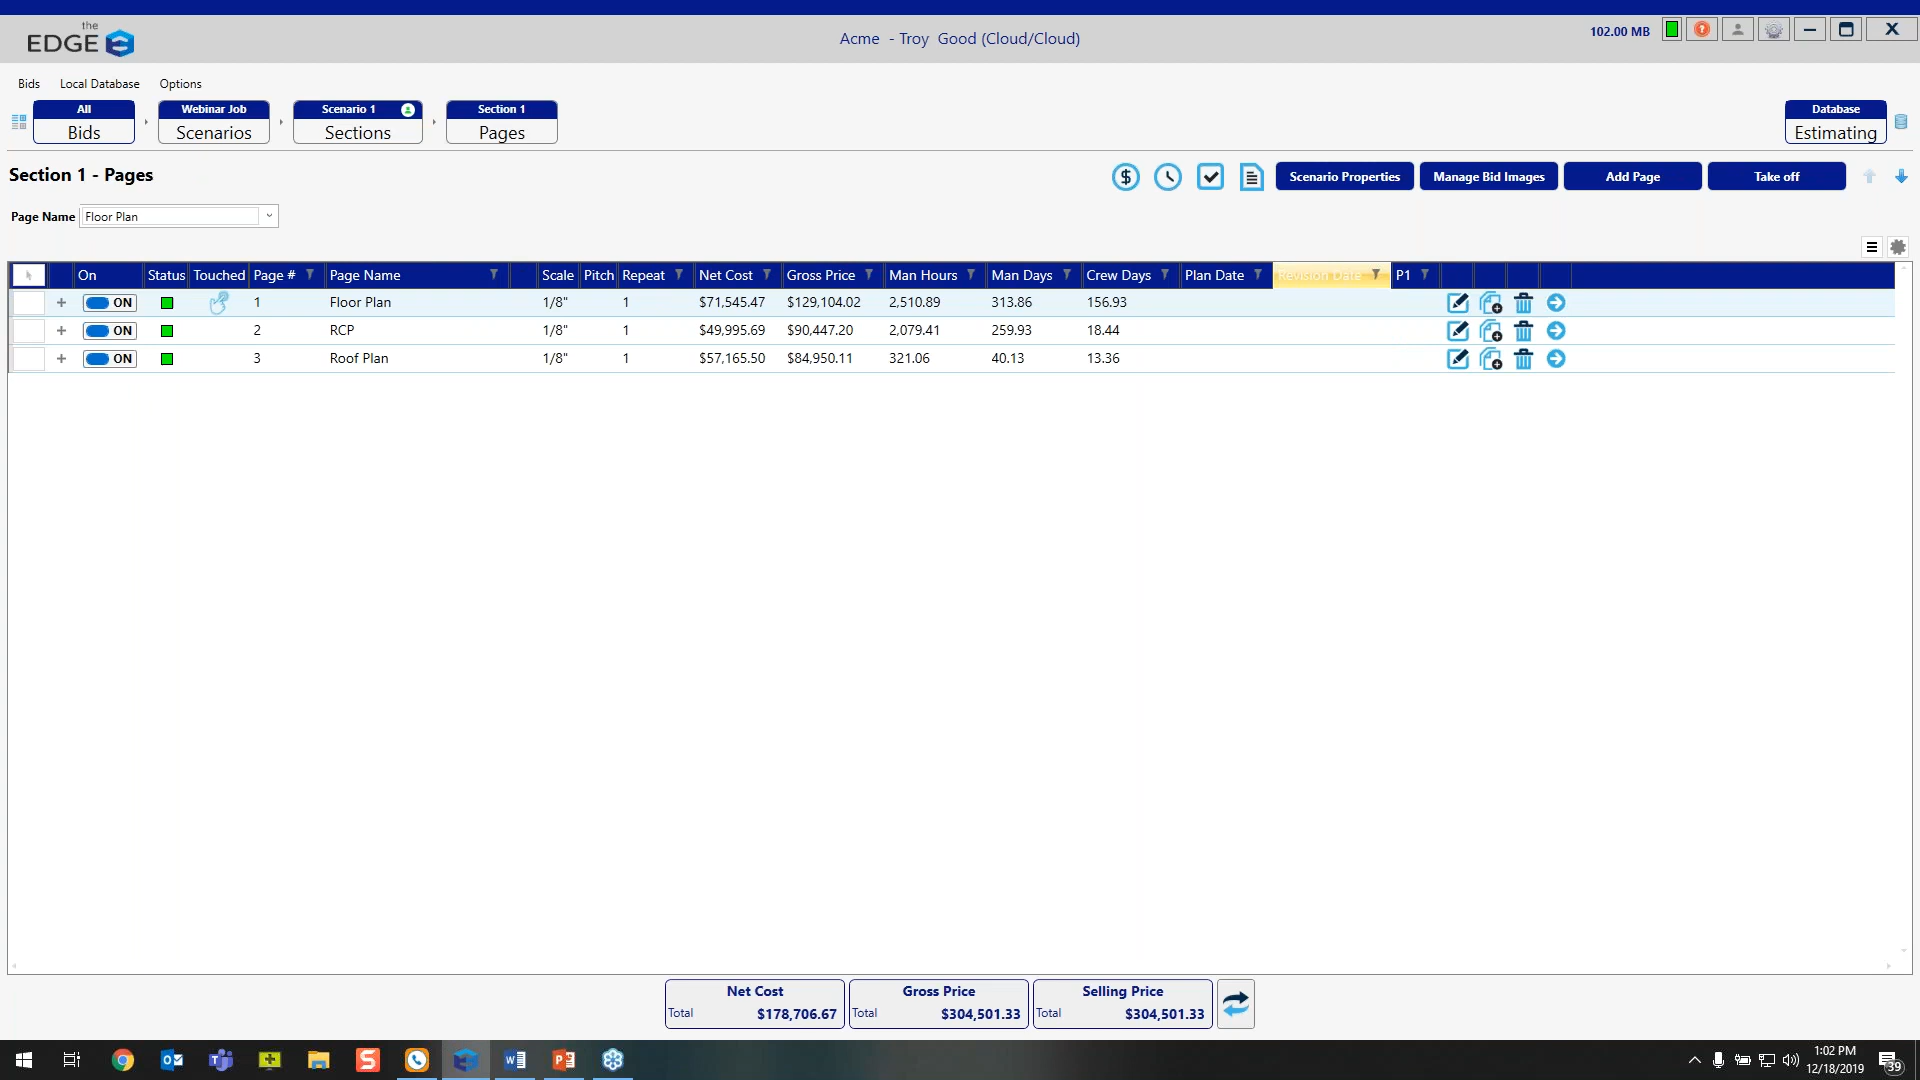 the
EDGE
Acme - Troy Good (Cloud/Cloud)
102.00 MB
Bids Local Database Options
All
Bids
Webinar Job
Scenarios
Scenario 1
Sections
Section 1
Pages
Database
Estimating
Section 1 - Pages
Scenario Properties
Manage Bid Images
Add Page
Take off
Page Name Floor Plan
On Status Touched Page # Page Name Scale Pitch Repeat Net Cost Gross Price Man Hours Man Days Crew Days Plan Date Revision Date P1
ON 1 Floor Plan 1/8" 1 $71,545.47 $129,104.02 2,510.89 313.86 156.93
ON 2 RCP 1/8" 1 $49,995.69 $90,447.20 2,079.41 259.93 18.44
ON 3 Roof Plan 1/8" 1 $57,165.50 $84,950.11 321.06 40.13 13.36
Net Cost
Total $178,706.67
Gross Price
Total $304,501.33
Selling Price
Total $304,501.33
1:02 PM
12/18/2019
39